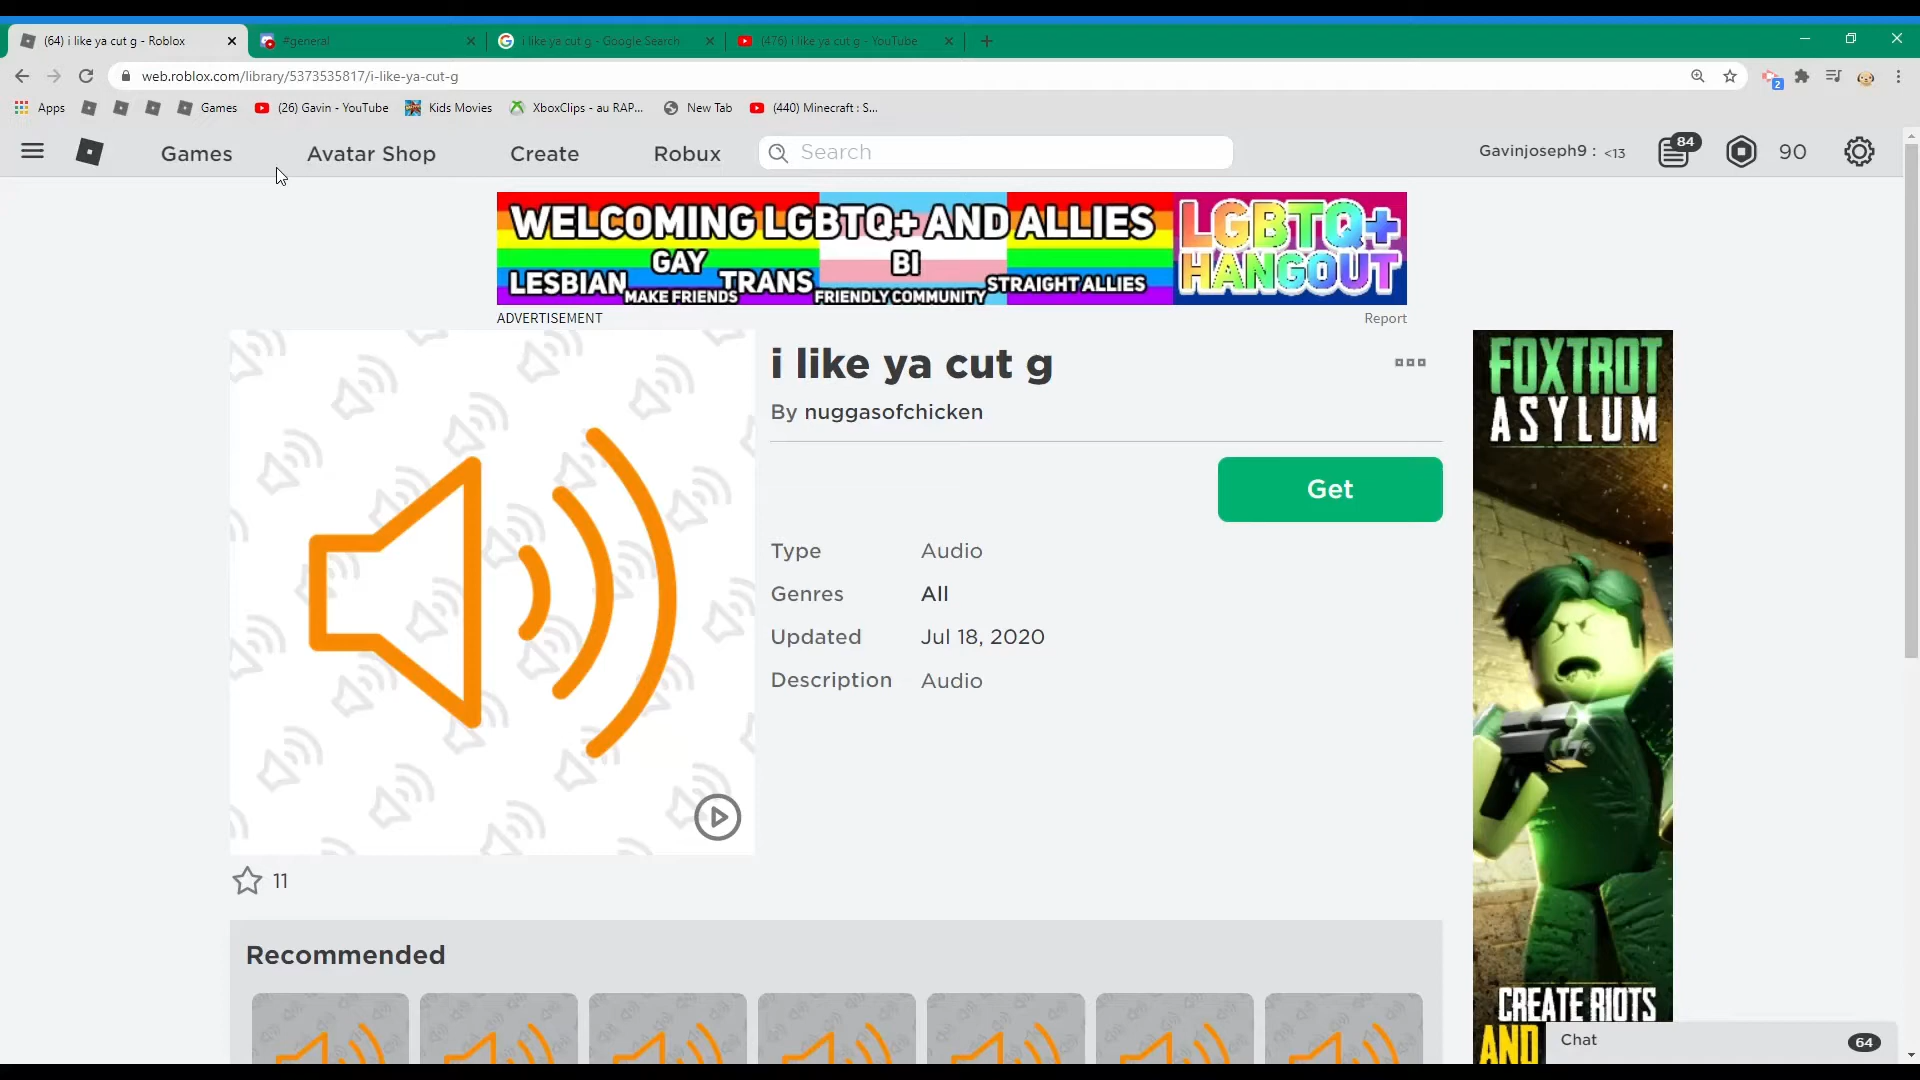 (64) i like ya cut g - Roblox
#general
i like ya cut g - Google Search
(476) i like ya cut g - YouTube
web.roblox.com/library/5373535817/i-like-ya-cut-g
2
Apps
Games
(26) Gavin - YouTube
Kids Movies
XboxClips - au RAP...
New Tab
(440) Minecraft : S...
Games
Avatar Shop
Create
Robux
Search
Gavinjoseph9 : <13
84
90
WELCOMING LGBTQ+ AND ALLIES
GAY
BI
LESBIAN
TRANS
STRAIGHT ALLIES
MAKE FRIENDS
FRIENDLY COMMUNITY
LGBTQ+
HANGOUT
ADVERTISEMENT
Report
i like ya cut g
By nuggasofchicken
Get
Type Audio
Genres All
Updated Jul 18, 2020
Description Audio
11
Recommended
FOXTROT
ASYLUM
CREATE RIOTS
AND
Chat
64